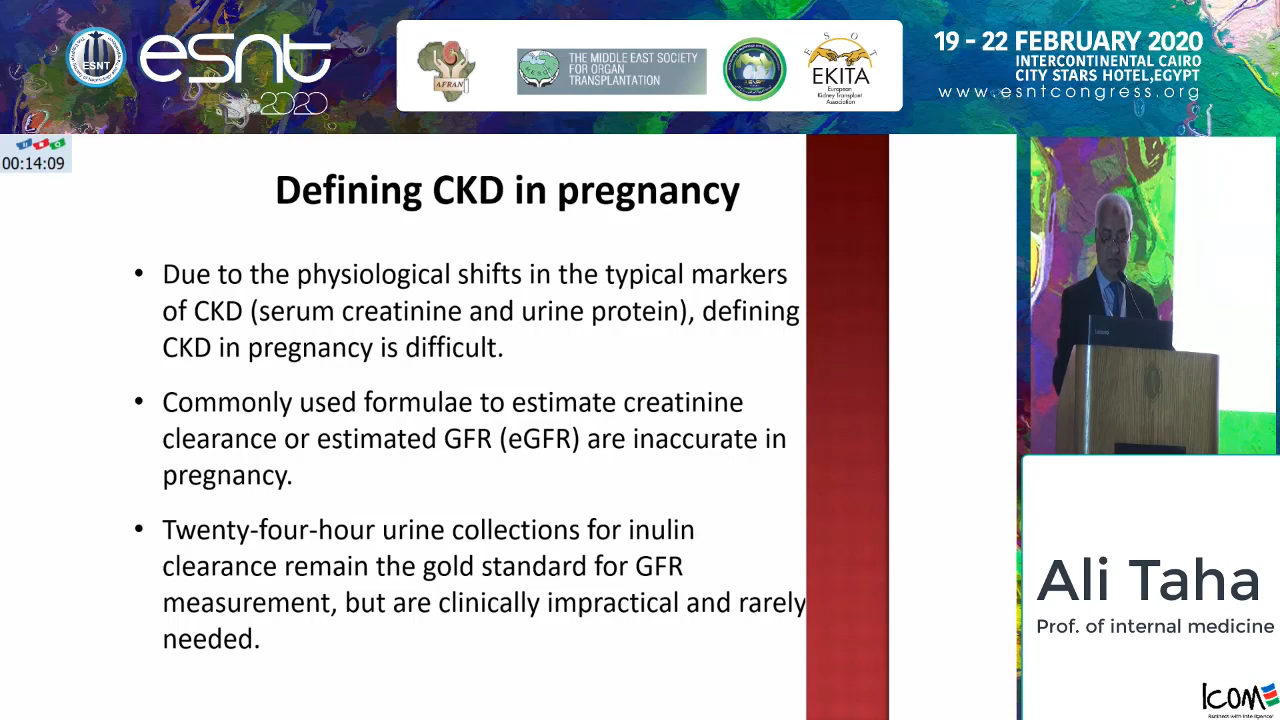 ESNT
esnt
2020
AFRAN
THE MIDDLE EAST SOCIETY
FOR ORGAN
TRANSPLANTATION
E S O T
EKITA
European
Kidney Transplant
Association
19 - 22 FEBRUARY 2020
INTERCONTINENTAL CAIRO
CITY STARS HOTEL,EGYPT
www.esntcongress.org
00:14:09
Defining CKD in pregnancy
• Due to the physiological shifts in the typical markers
of CKD (serum creatinine and urine protein), defining
CKD in pregnancy is difficult.
• Commonly used formulae to estimate creatinine
clearance or estimated GFR (eGFR) are inaccurate in
pregnancy.
• Twenty-four-hour urine collections for inulin
clearance remain the gold standard for GFR
measurement, but are clinically impractical and rarely
needed.
Ali Taha
Prof. of internal medicine
ICOME
Business with intelligence